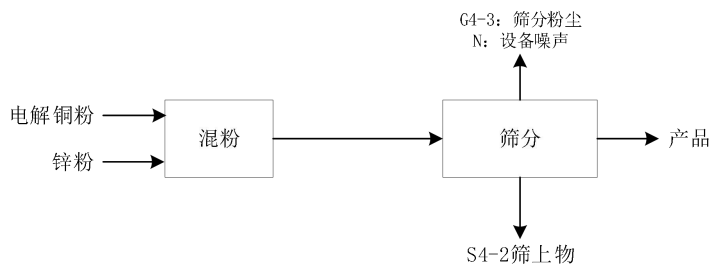 G4-3：筛分粉尘
N：设备噪声
电解铜粉
锌粉
混粉
筛分
产品
S4-2筛上物